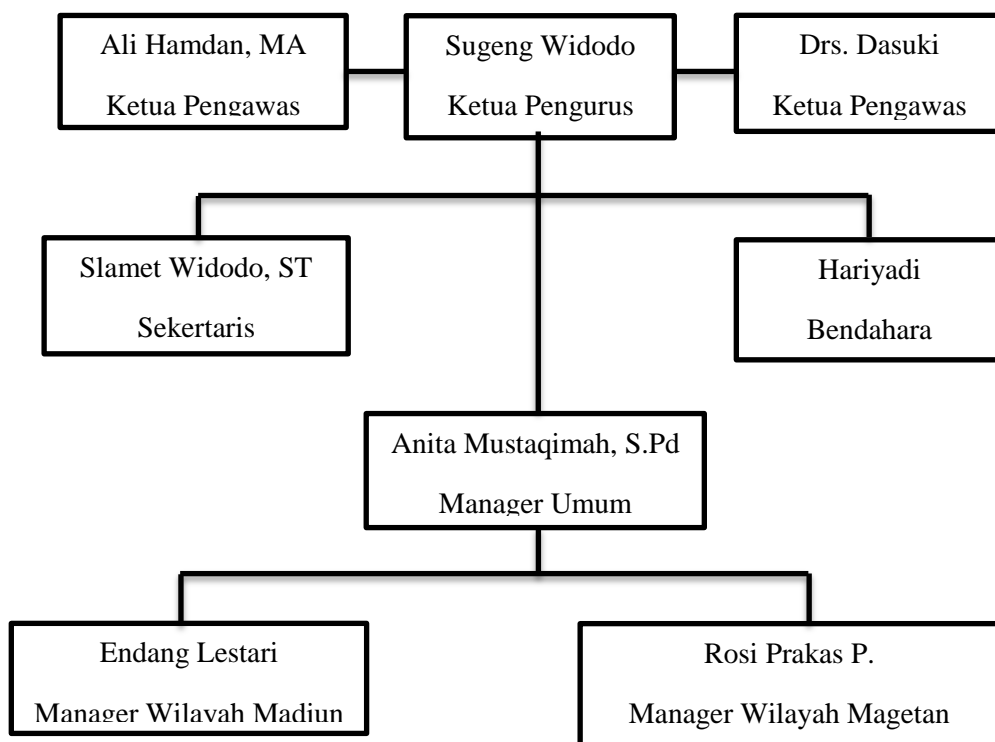 Ali Hamdan, MA
Ketua Pengawas
Sugeng Widodo
Ketua Pengurus
Drs. Dasuki
Ketua Pengawas
Slamet Widodo, ST
Sekertaris
Hariyadi
Bendahara
Anita Mustaqimah, S.Pd
Manager Umum
Endang Lestari
Manager Wilayah Madiun
Rosi Prakas P.
Manager Wilayah Magetan